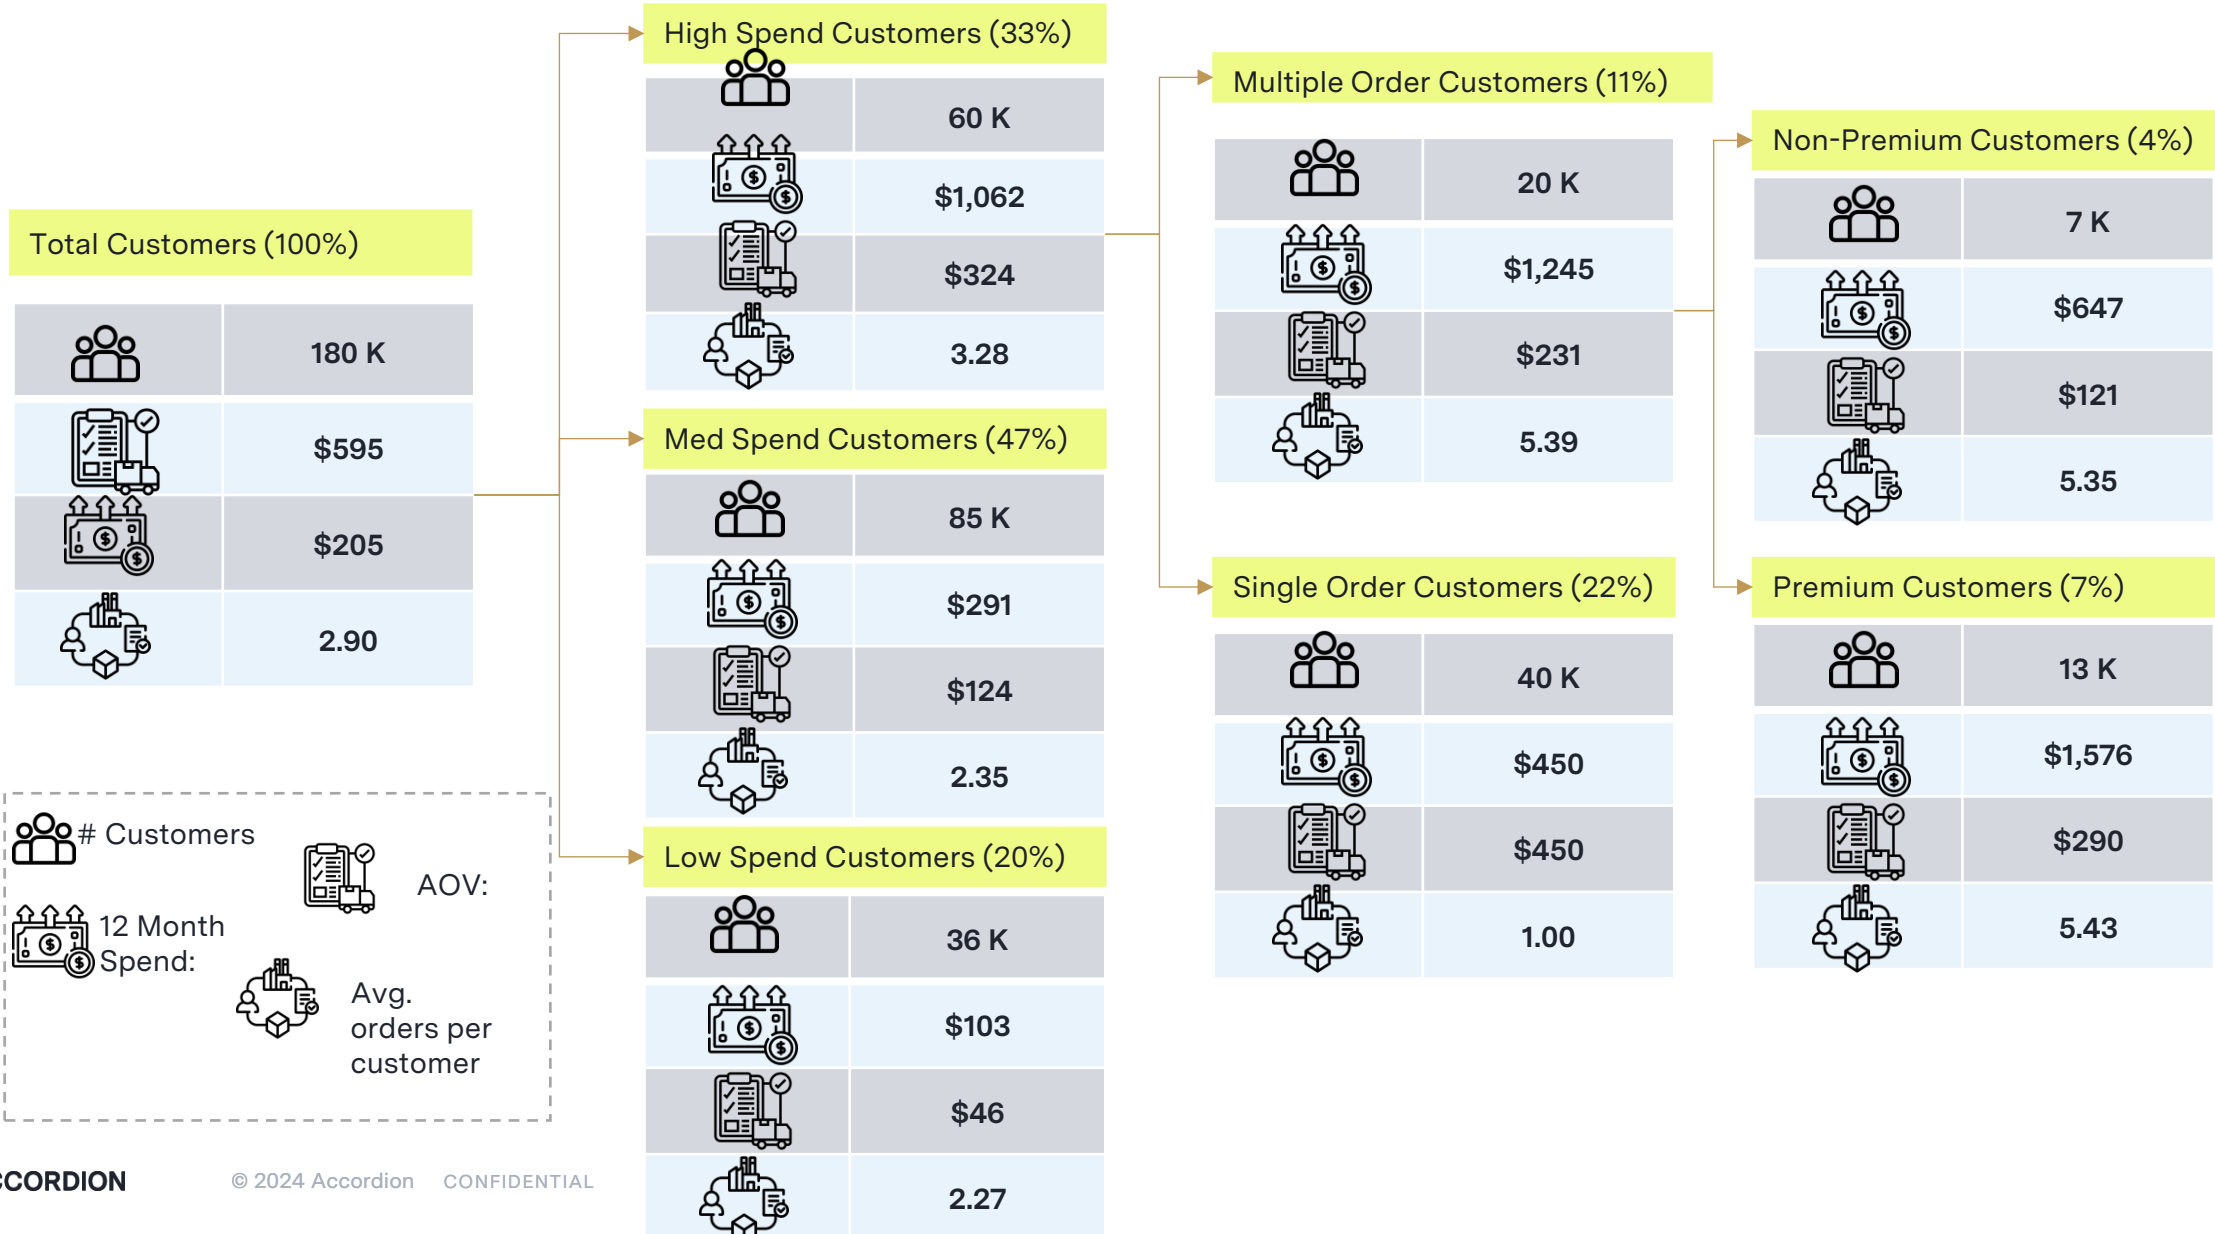 Total Customers (100%)
180 K
$595
$205
2.90
# Customers
AOV:
12 Month
Spend:
Avg.
orders per
customer
High Spend Customers (33%)
60 K
$1,062
$324
3.28
Med Spend Customers (47%)
85 K
$291
$124
2.35
Low Spend Customers (20%)
36 K
$103
$46
2.27
Multiple Order Customers (11%)
20 K
$1,245
$231
5.39
Single Order Customers (22%)
40 K
$450
$450
1.00
Non-Premium Customers (4%)
7 K
$647
$121
5.35
Premium Customers (7%)
13 K
$1,576
$290
5.43
CCORDION
© 2024 Accordion CONFIDENTIAL